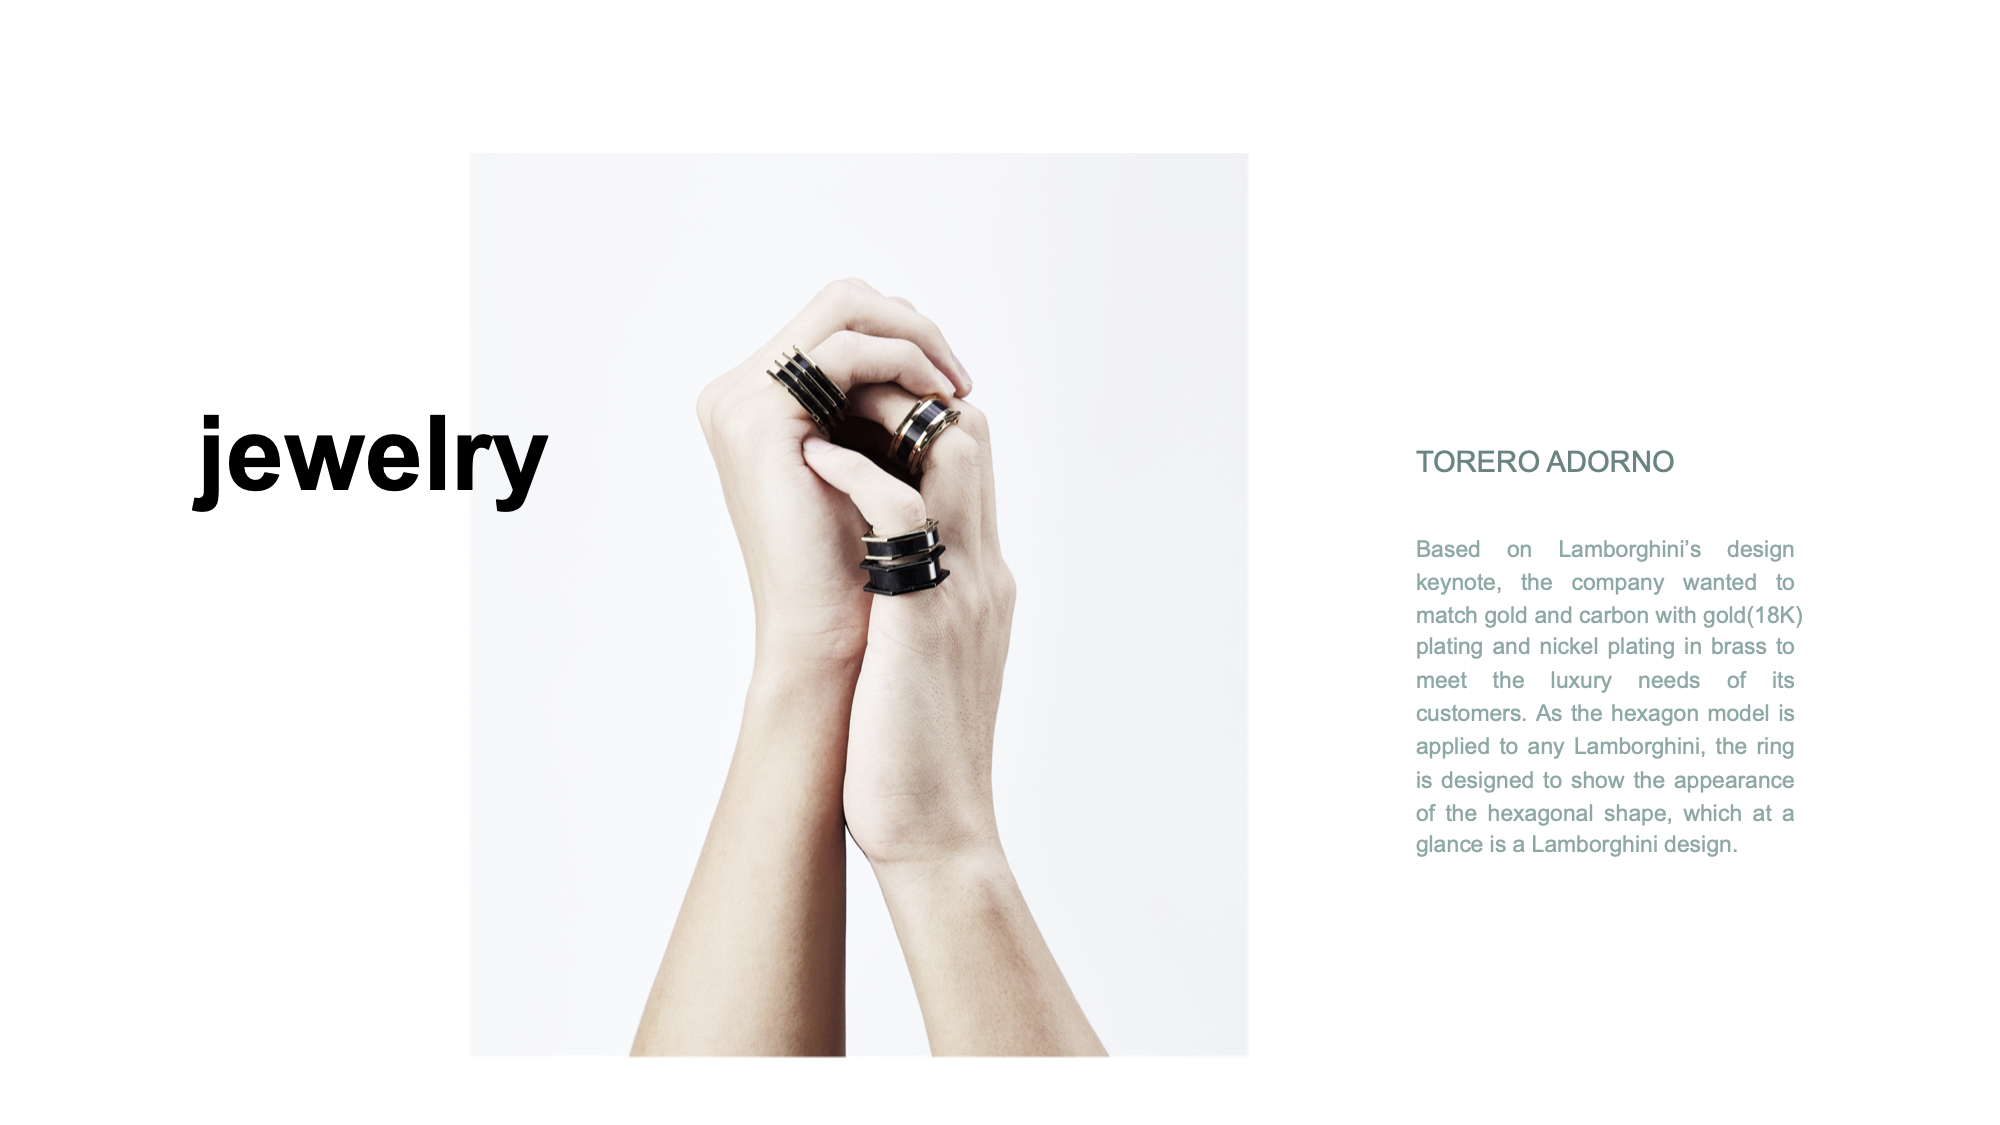 jewelry
TORERO ADORNO
Based on Lamborghini’s design
keynote, the company wanted to
match gold and carbon with gold(18K)
plating and nickel plating in brass to
meet the luxury needs of its
customers. As the hexagon model is
applied to any Lamborghini, the ring
is designed to show the appearance
of the hexagonal shape, which at a
glance is a Lamborghini design.